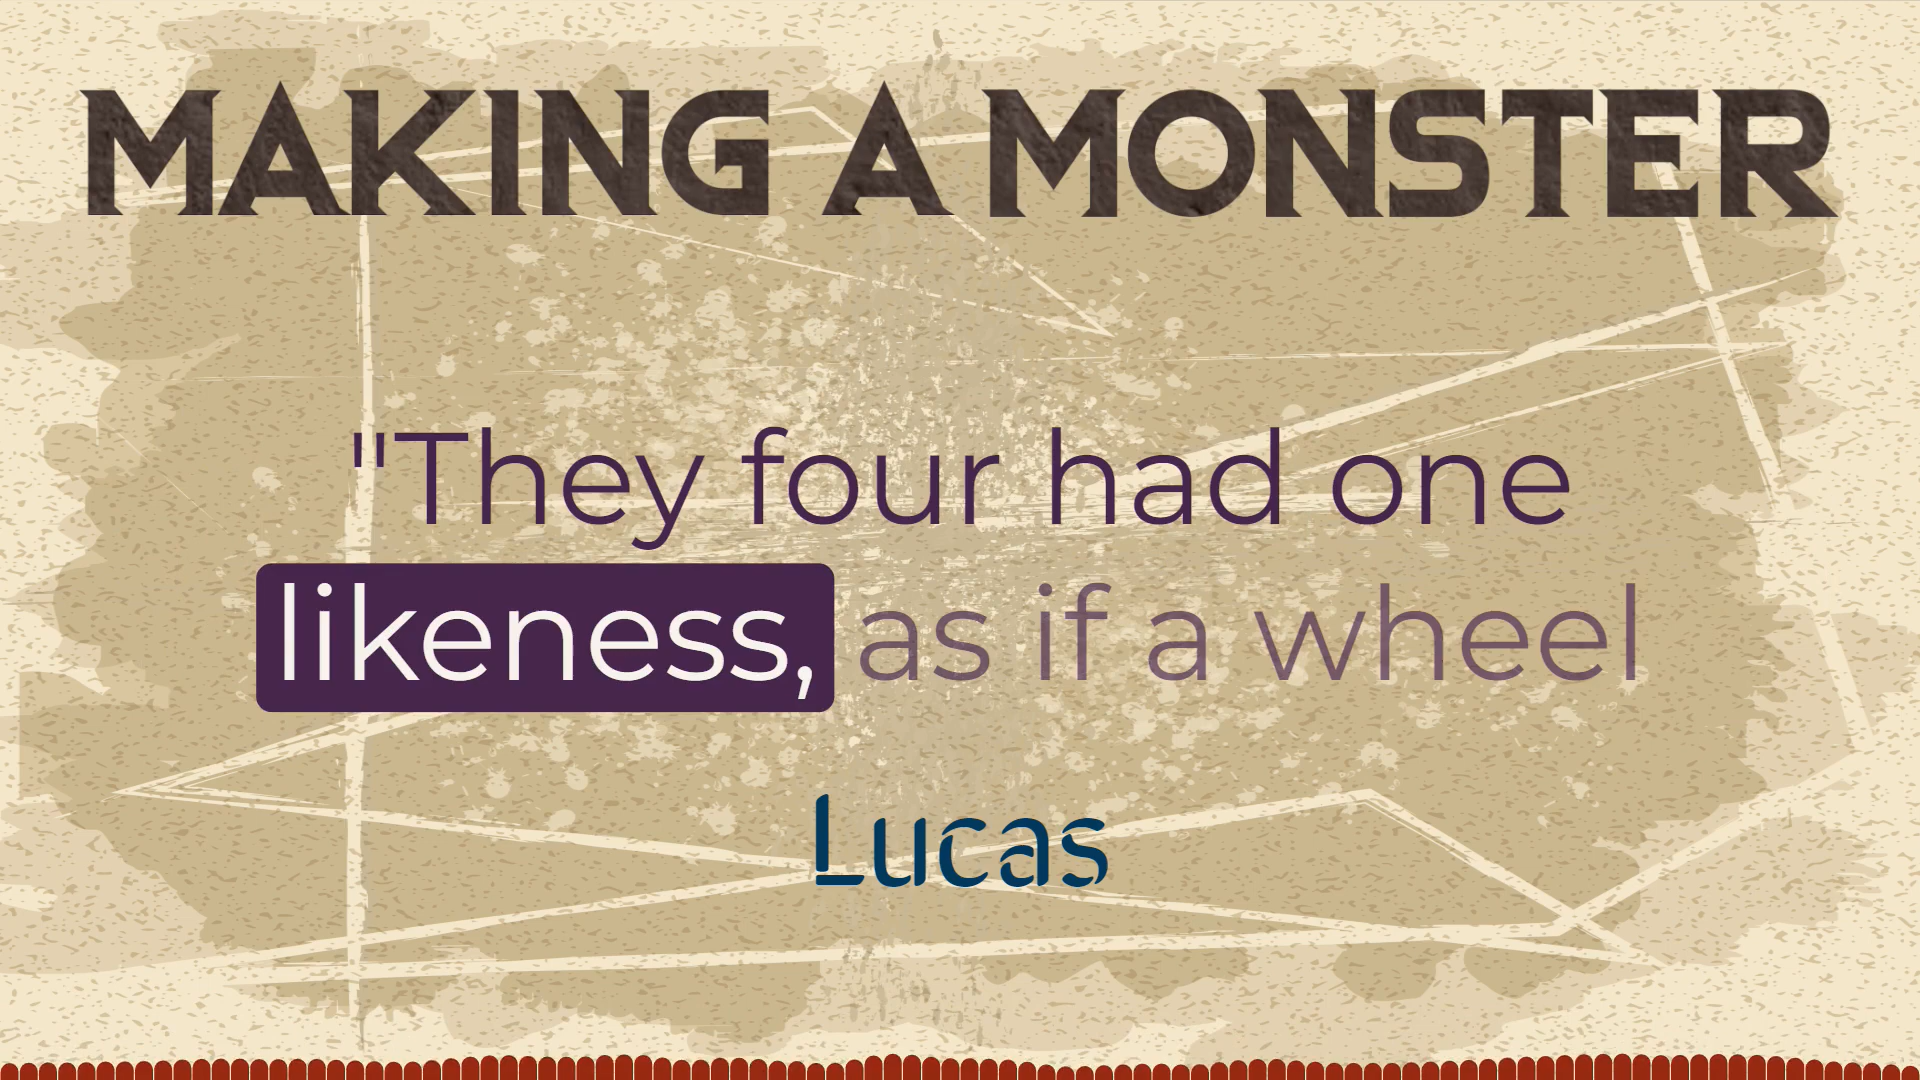 MAKING A MONSTER
"They four had one
likeness, as if a wheel
Lucas